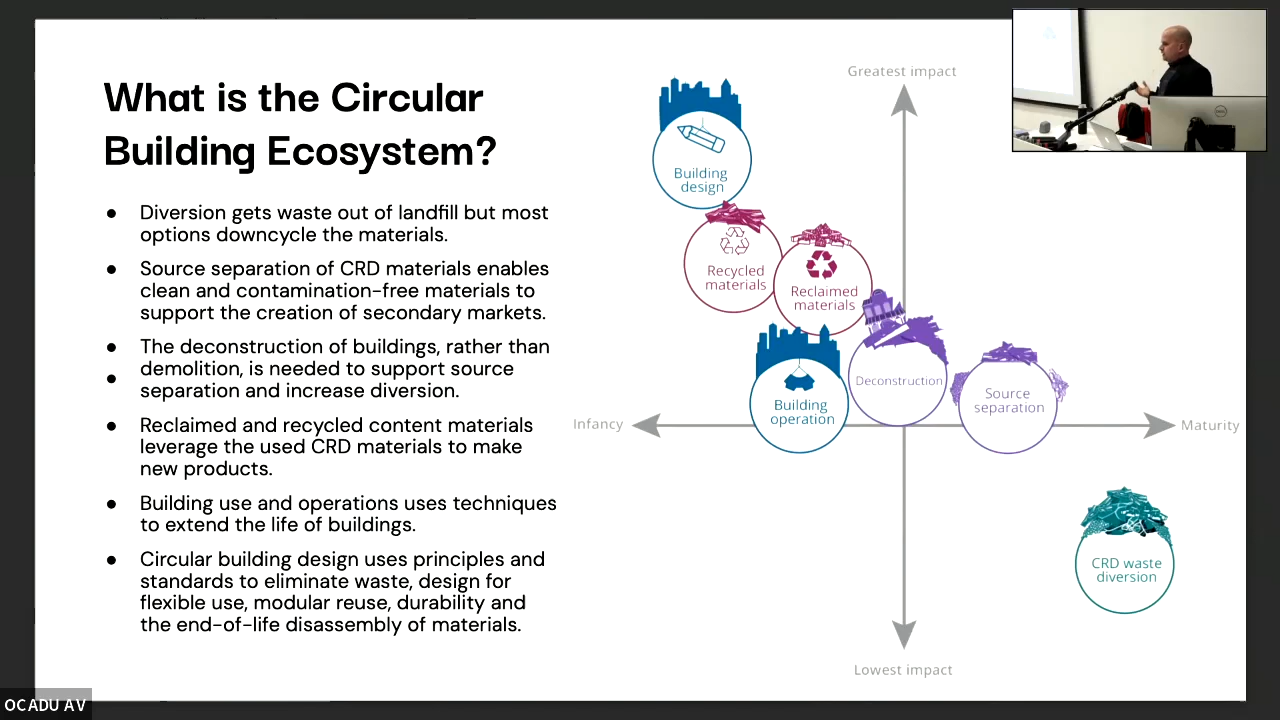 What is the Circular
Building Ecosystem?
● Diversion gets waste out of landfill but most
options downcycle the materials.
● Source separation of CRD materials enables
clean and contamination-free materials to
support the creation of secondary markets.
● The deconstruction of buildings, rather than
demolition, is needed to support source
● separation and increase diversion.
● Reclaimed and recycled content materials
leverage the used CRD materials to make
new products.
● Building use and operations uses techniques
to extend the life of buildings.
● Circular building design uses principles and
standards to eliminate waste, design for
flexible use, modular reuse, durability and
the end-of-life disassembly of materials.
Greatest impact
Building
design
Recycled
materials
Reclaimed
materials
Deconstruction
Building
operation
Source
separation
Infancy
Maturity
CRD waste
diversion
Lowest impact
DELL
OCADU AV